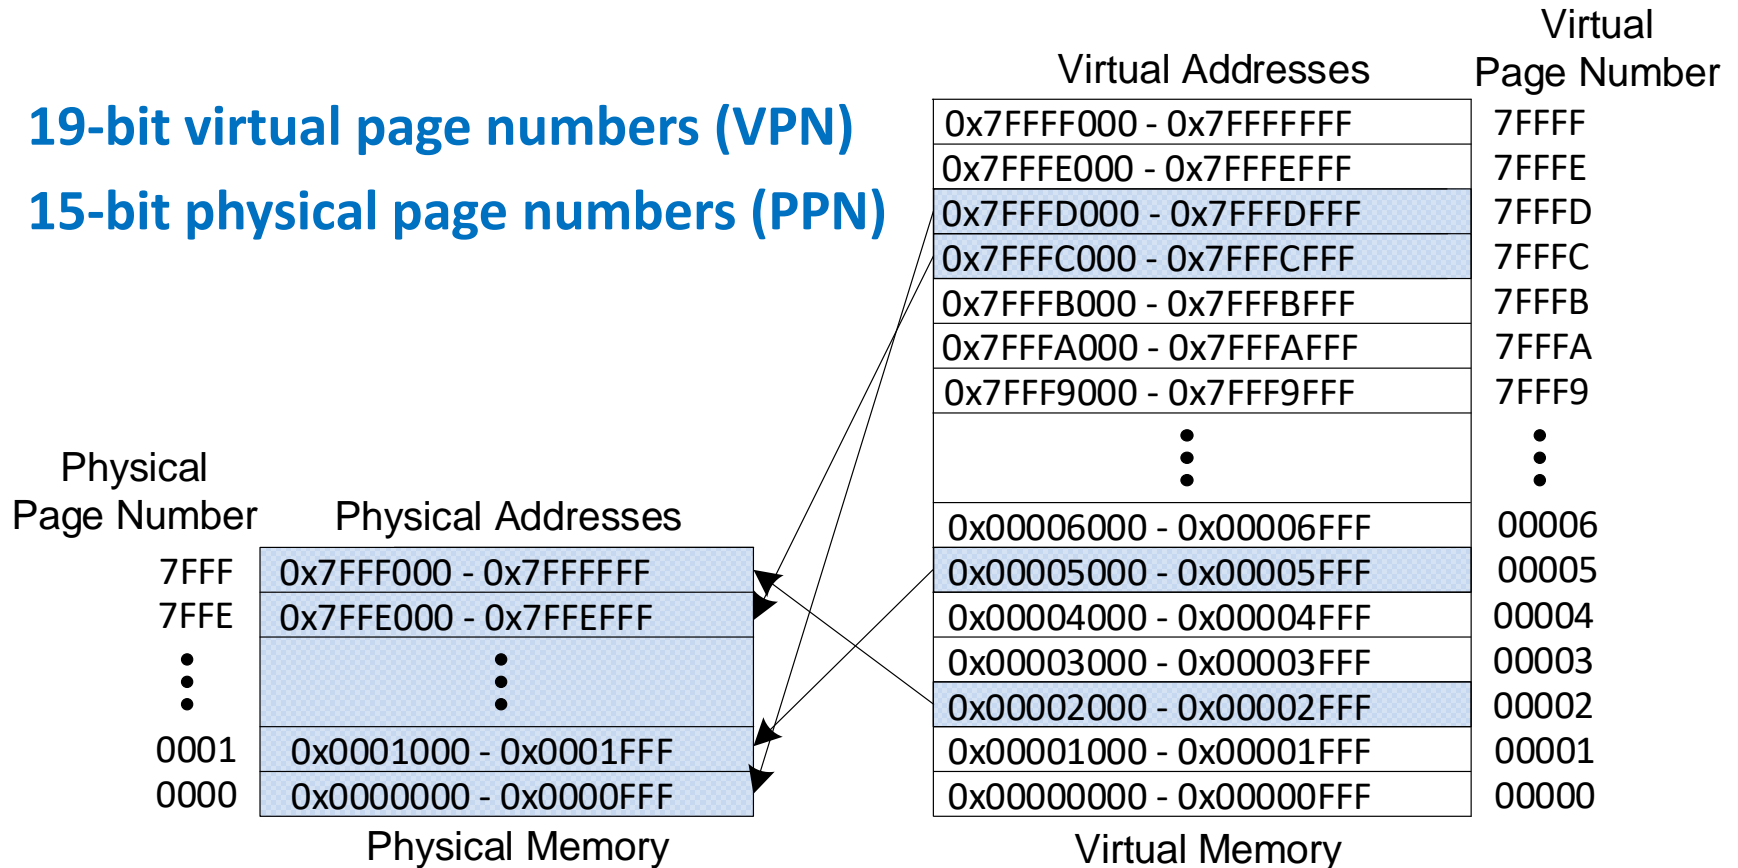 19-bit virtual page numbers (VPN)
15-bit physical page numbers (PPN)
Virtual Addresses
Virtual
Page Number
0x7FFFF000 - 0x7FFFFFFF 7FFFF
0x7FFFE000 - 0x7FFFEFFF 7FFFE
0x7FFFD000 - 0x7FFFDFFF 7FFFD
0x7FFFC000 - 0x7FFFCFFF 7FFFC
0x7FFFB000 - 0x7FFFBFFF 7FFFB
0x7FFFA000 - 0x7FFFAFFF 7FFFA
0x7FFF9000 - 0x7FFF9FFF 7FFF9
0x00006000 - 0x00006FFF 00006
0x00005000 - 0x00005FFF 00005
0x00004000 - 0x00004FFF 00004
0x00003000 - 0x00003FFF 00003
0x00002000 - 0x00002FFF 00002
0x00001000 - 0x00001FFF 00001
0x00000000 - 0x00000FFF 00000
Virtual Memory
Physical
Page Number
Physical Addresses
7FFF 0x7FFF000 - 0x7FFFFFF
7FFE 0x7FFE000 - 0x7FFEFFF
0001 0x0001000 - 0x0001FFF
0000 0x0000000 - 0x0000FFF
Physical Memory